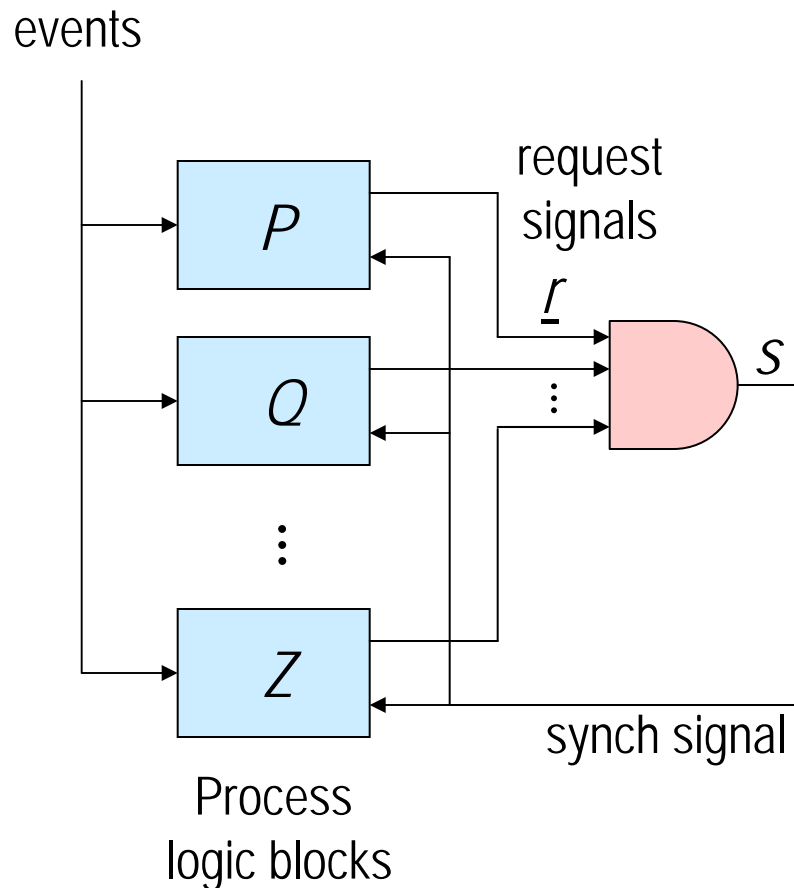 events
request
signals
P
r
S
Q
...
...
Z
synch signal
Process
logic blocks